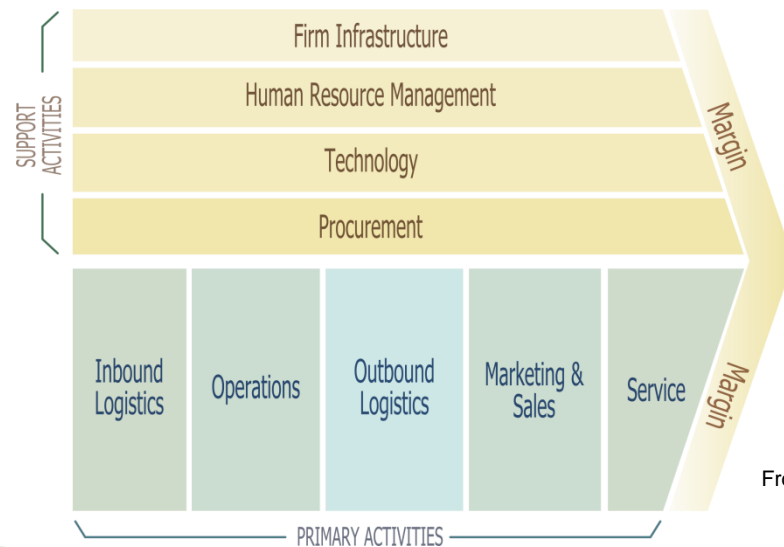 Firm Infrastructure
Human Resource Management
Technology
Procurement
SUPPORT
ACTIVITIES
Margin
Inbound
Logistics
Operations
Outbound
Logistics
Marketing &
Sales
Service
Margin
PRIMARY ACTIVITIES